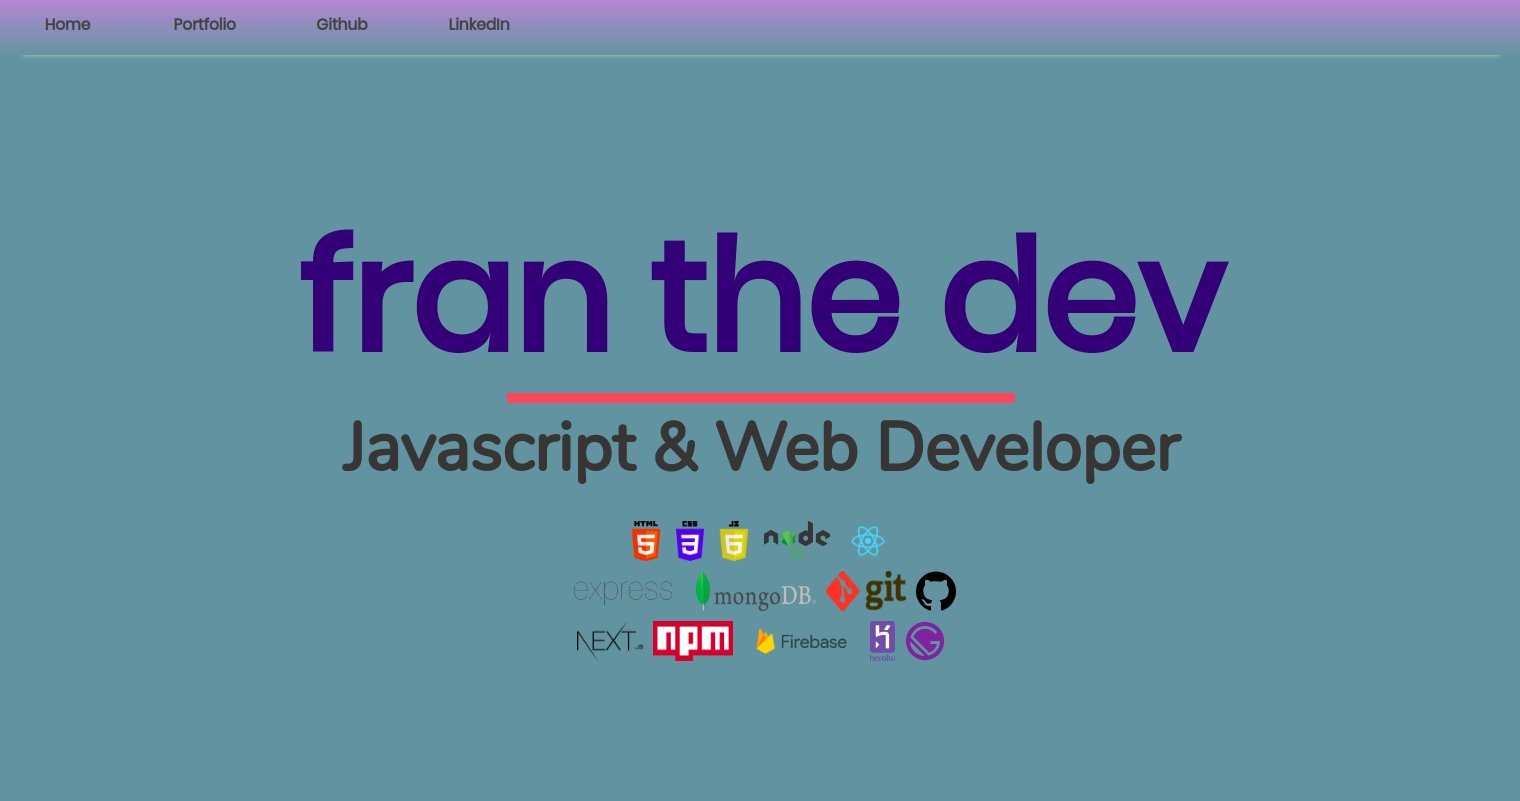 Home Portfolio Github LinkedIn
fran the dev
Javascript & Web Developer
HTML 5 CSS 3 JS 6 node
express mongoDB git
NEXT .JS npm Firebase heroku